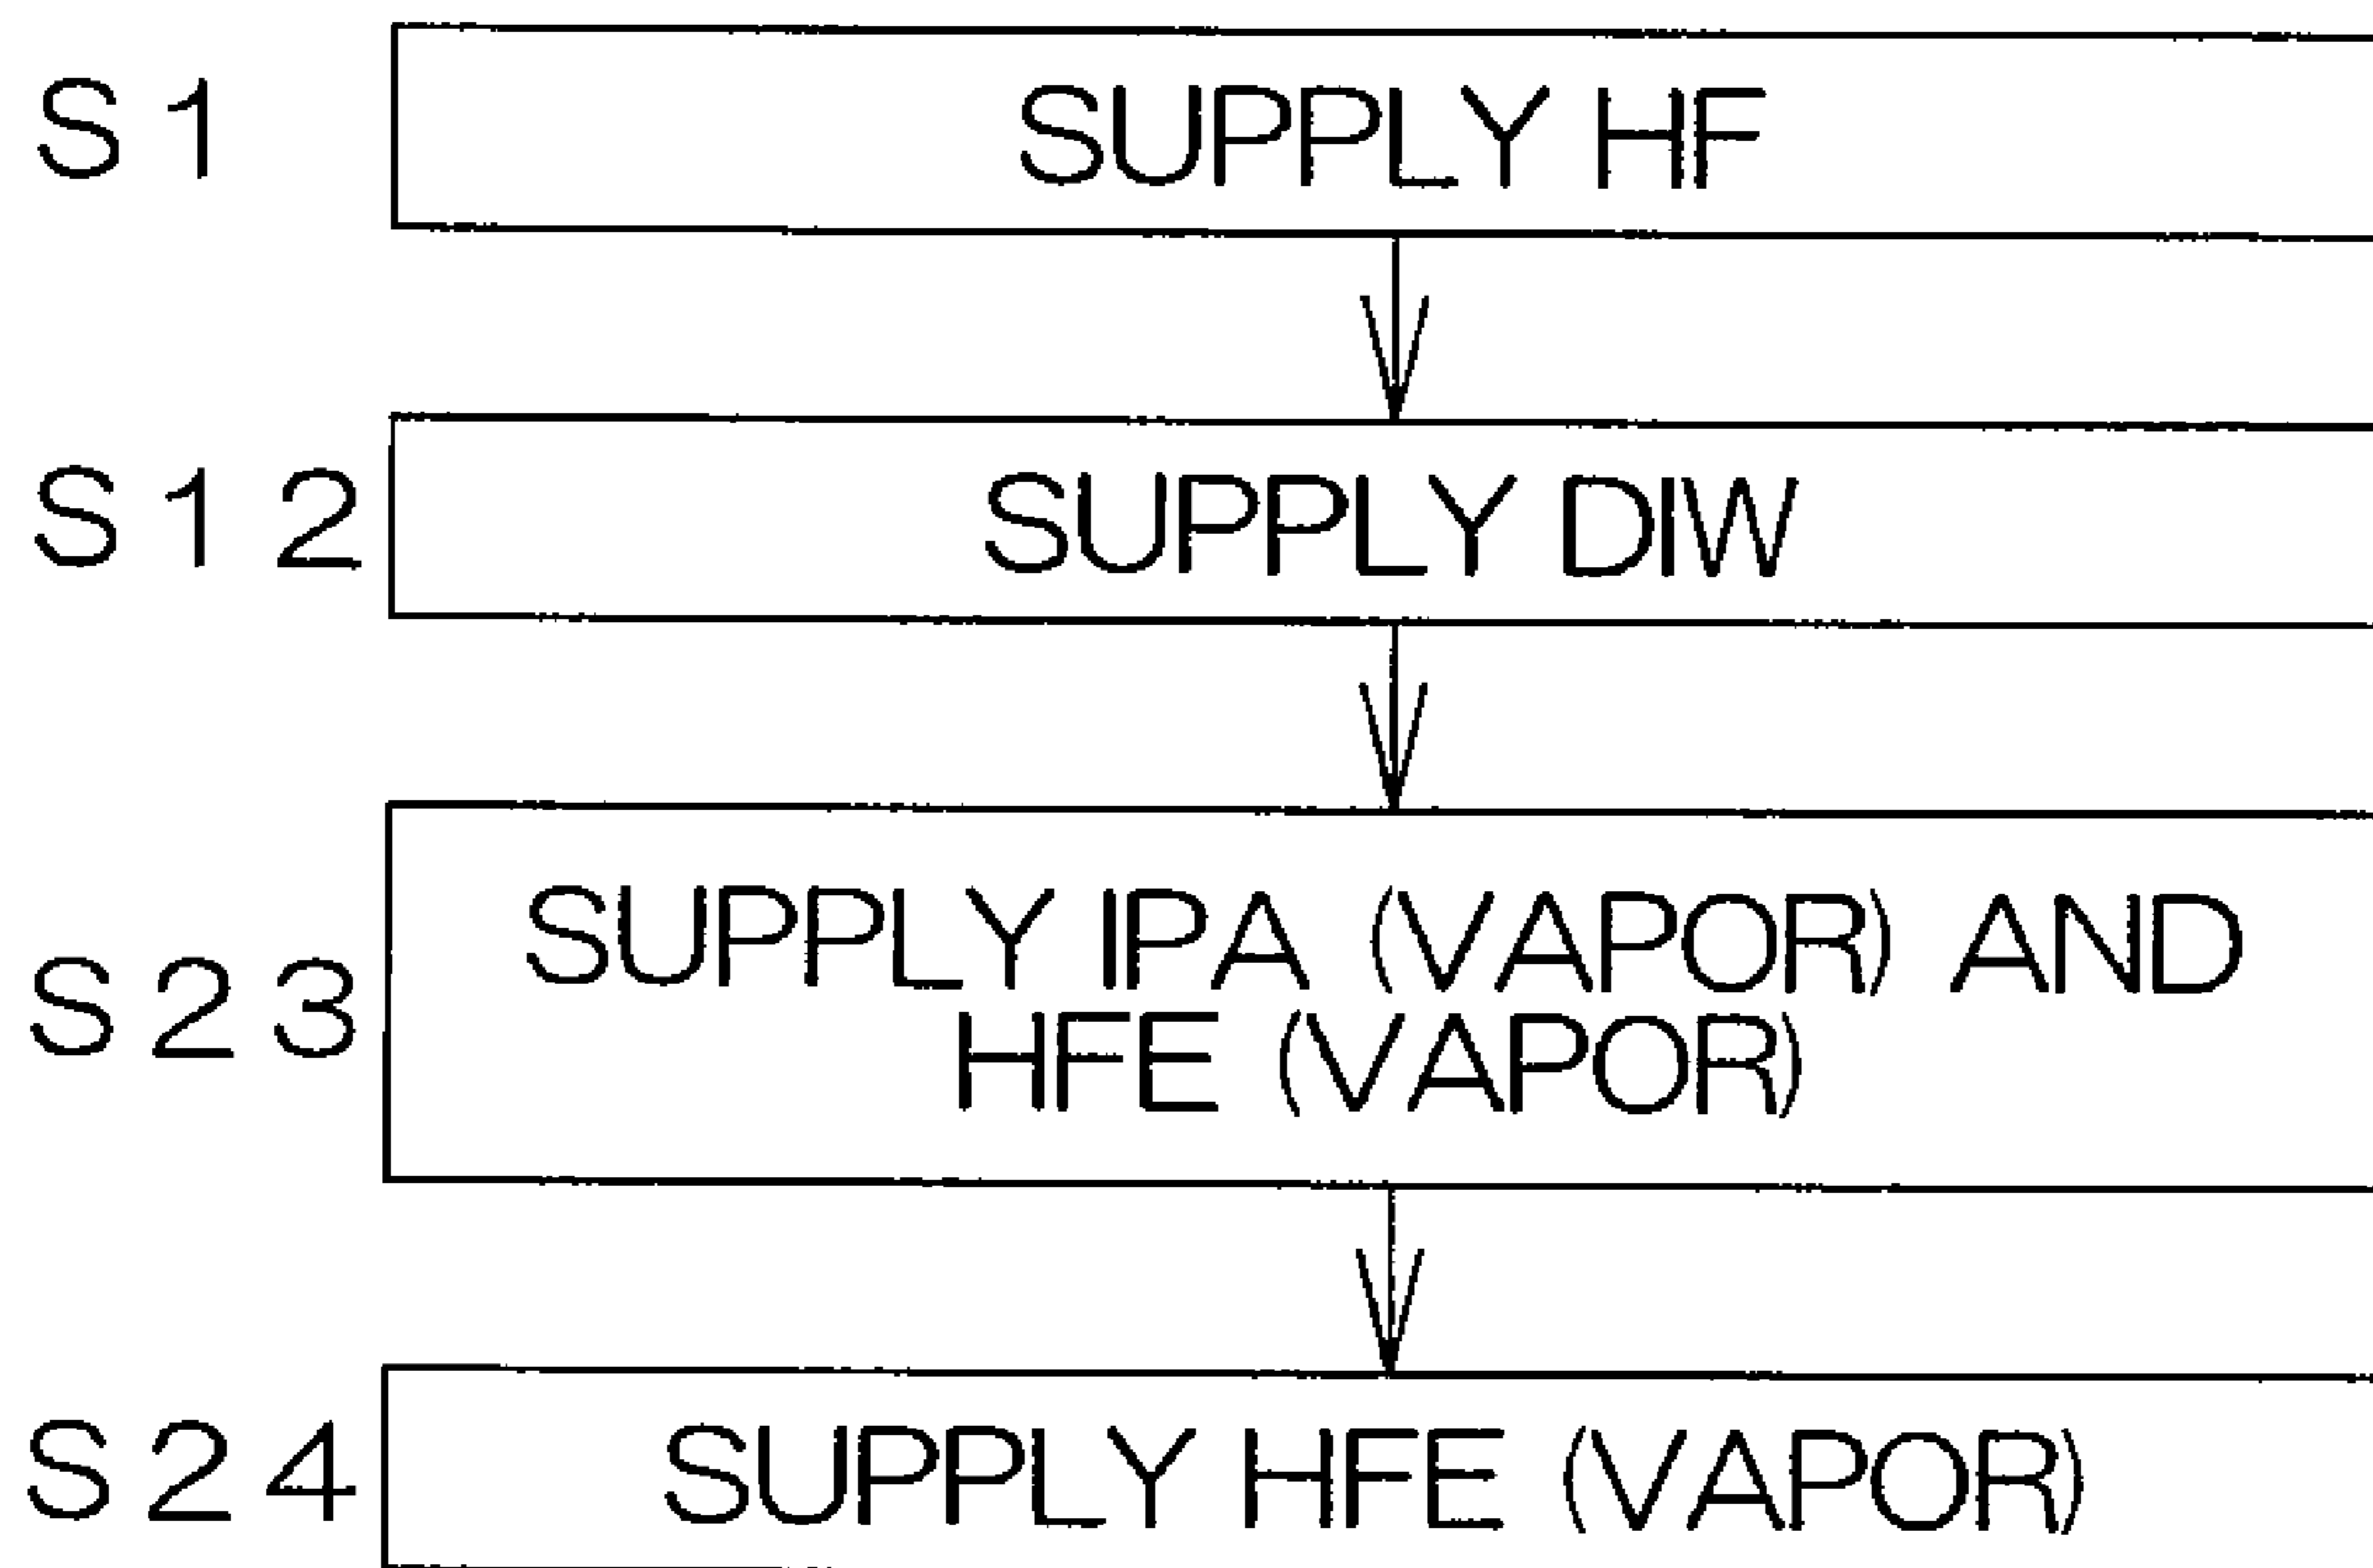 S1 SUPPLY HF
S12 SUPPLY DIW
SUPPLY IPA (VAPOR) AND
S23
HFE (VAPOR)
S24 SUPPLY HFE (VAPOR)